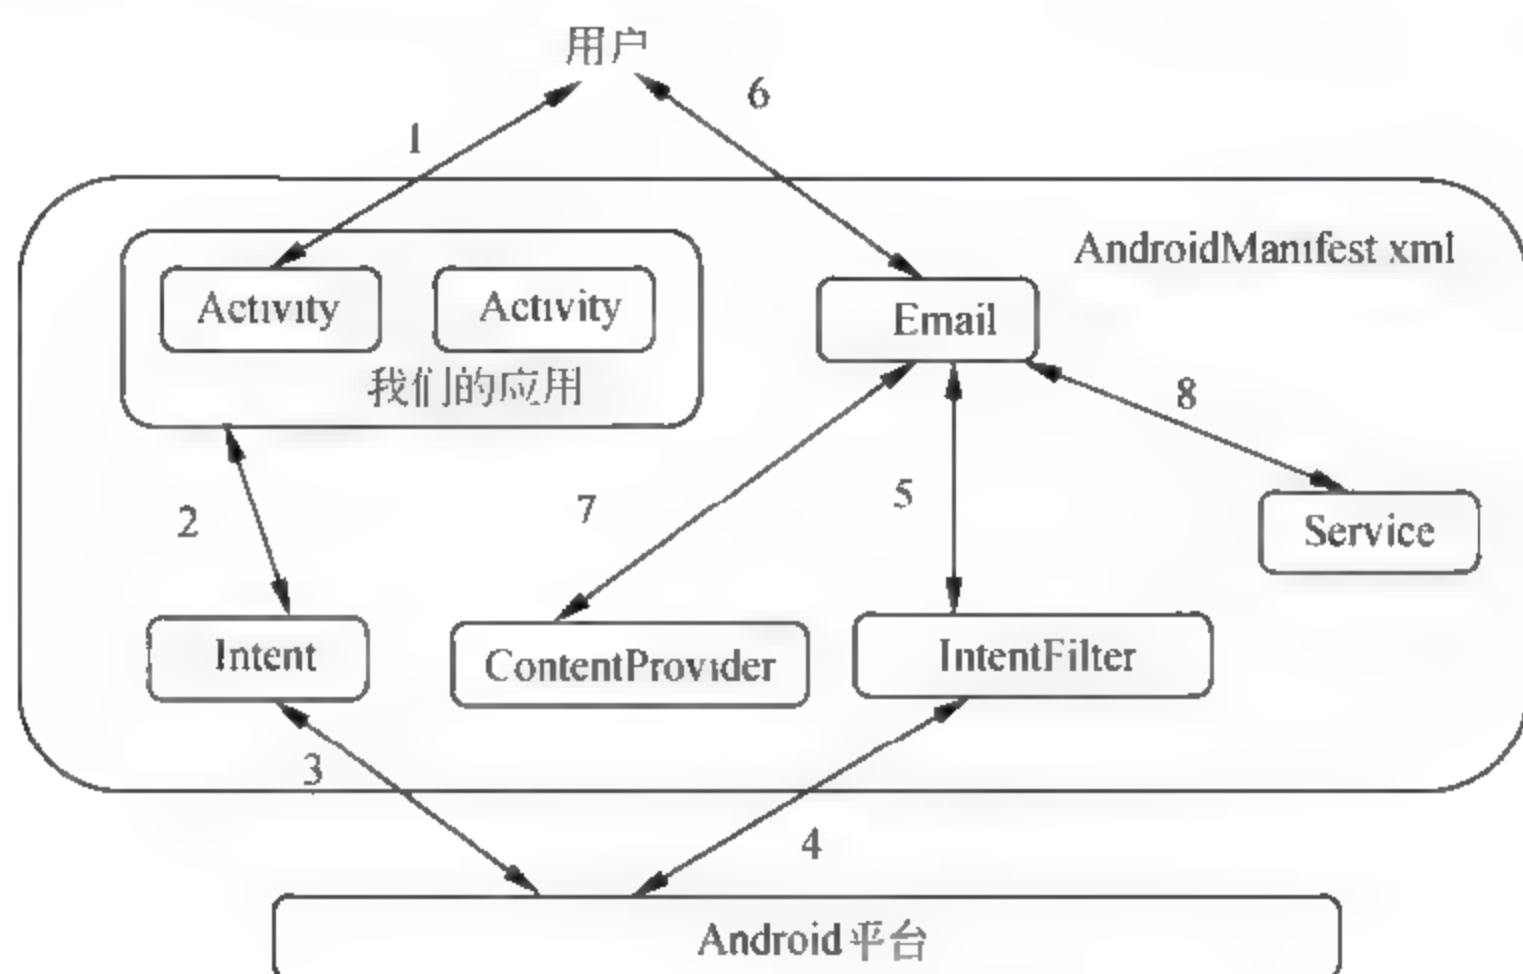 用户
6
1
AndroidManifest xml
Activity
Activity
Email
我们的应用
8
7
5
2
Service
Intent
ContentProvider
IntentFilter
3
4
Android平台